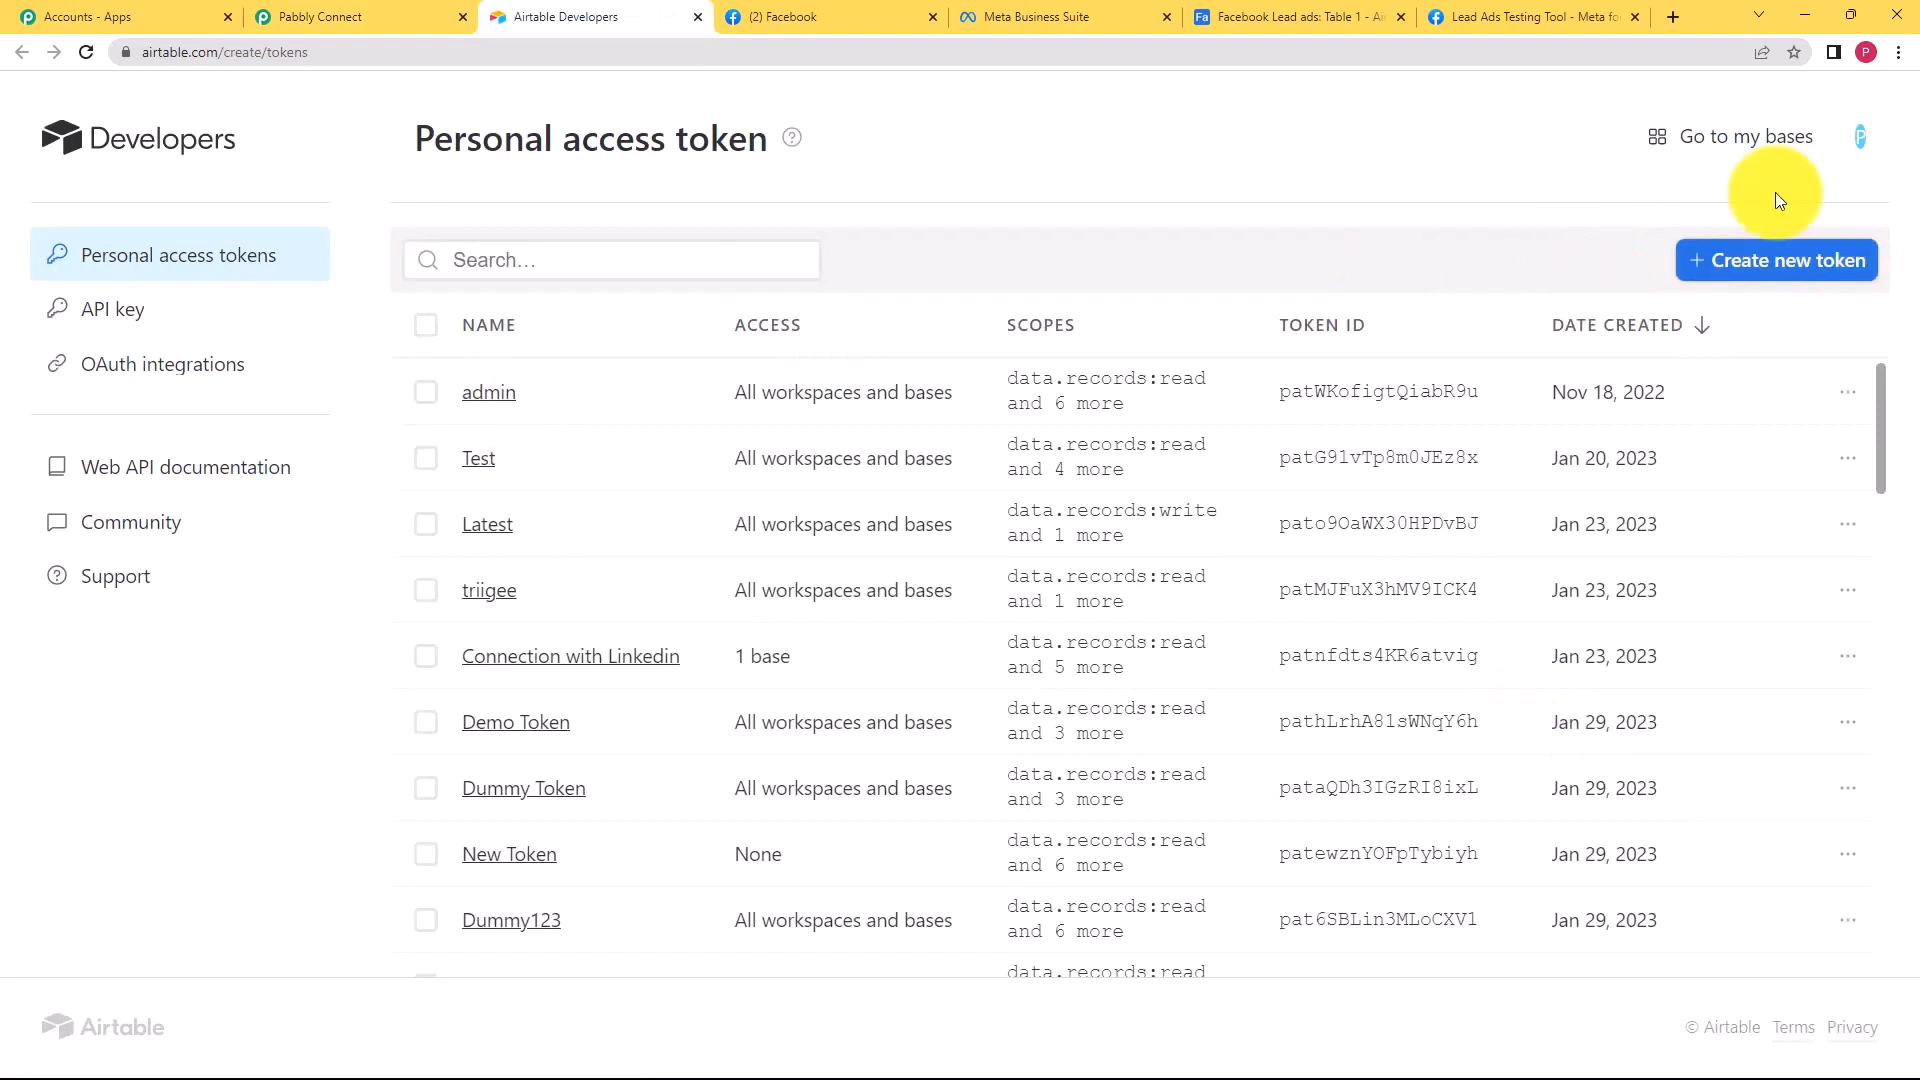 Accounts - Apps
Pabbly Connect
Airtable Developers
(2) Facebook
Meta Business Suite
Facebook Lead ads: Table 1 - Ai
Lead Ads Testing Tool - Meta fo
airtable.com/create/tokens
P
Developers
Personal access token
Go to my bases
P
Personal access tokens
API key
OAuth integrations
Web API documentation
Community
Support
Search...
+ Create new token
NAME ACCESS SCOPES TOKEN ID DATE CREATED
admin All workspaces and bases data.records:read and 6 more patWKofigtQiabR9u Nov 18, 2022
Test All workspaces and bases data.records:read and 4 more patG91vTp8m0JEz8x Jan 20, 2023
Latest All workspaces and bases data.records:write and 1 more pato9OaWX30HPDvBJ Jan 23, 2023
triigee All workspaces and bases data.records:read and 1 more patMJFuX3hMV9ICK4 Jan 23, 2023
Connection with Linkedin 1 base data.records:read and 5 more patnfdts4KR6atvig Jan 23, 2023
Demo Token All workspaces and bases data.records:read and 3 more pathLrhA81sWNqY6h Jan 29, 2023
Dummy Token All workspaces and bases data.records:read and 3 more pataQDh3IGzRI8ixL Jan 29, 2023
New Token None data.records:read and 6 more patewznYOFpTybiyh Jan 29, 2023
Dummy123 All workspaces and bases data.records:read and 6 more pat6SBLin3MLoCXV1 Jan 29, 2023
data.records:read
Airtable
© Airtable Terms Privacy